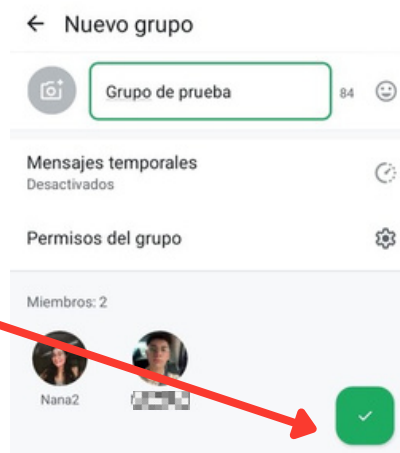 Nuevo grupo
Grupo de prueba 84
Mensajes temporales
Desactivados
Permisos del grupo
Miembros: 2
Nana2